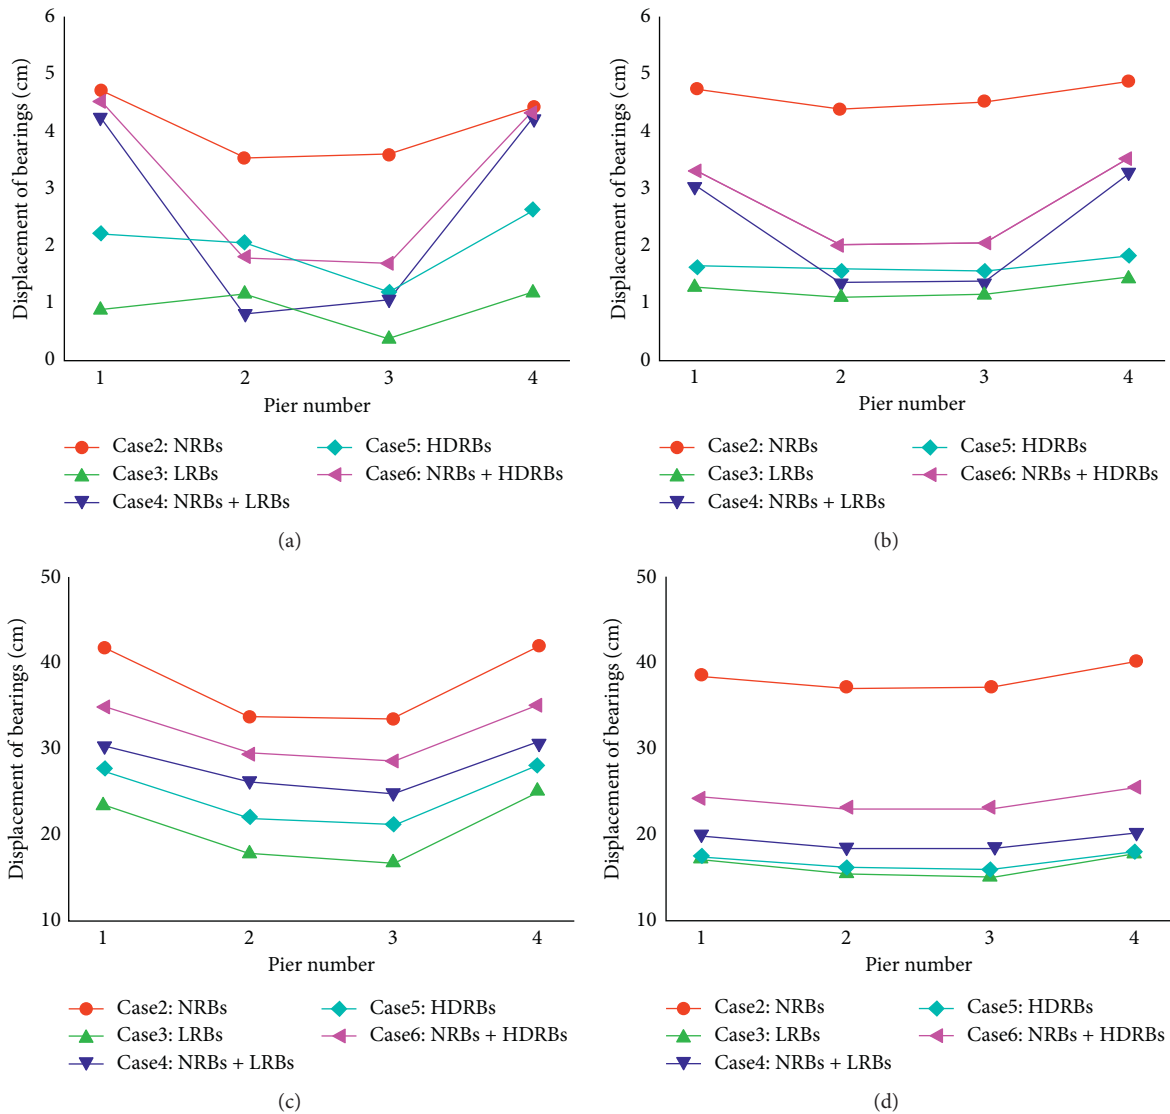 Displacement of bearings (cm)
6
5
4
3
2
1
0
1 2 3 4
Pier number
Case2: NRBs
Case3: LRBs
Case4: NRBs + LRBs
Case5: HDRBs
Case6: NRBs + HDRBs
(a)
Displacement of bearings (cm)
6
5
4
3
2
1
0
1 2 3 4
Pier number
Case2: NRBs
Case3: LRBs
Case4: NRBs + LRBs
Case5: HDRBs
Case6: NRBs + HDRBs
(b)
Displacement of bearings (cm)
50
40
30
20
10
1 2 3 4
Pier number
Case2: NRBs
Case3: LRBs
Case4: NRBs + LRBs
Case5: HDRBs
Case6: NRBs + HDRBs
(c)
Displacement of bearings (cm)
50
40
30
20
10
1 2 3 4
Pier number
Case2: NRBs
Case3: LRBs
Case4: NRBs + LRBs
Case5: HDRBs
Case6: NRBs + HDRBs
(d)